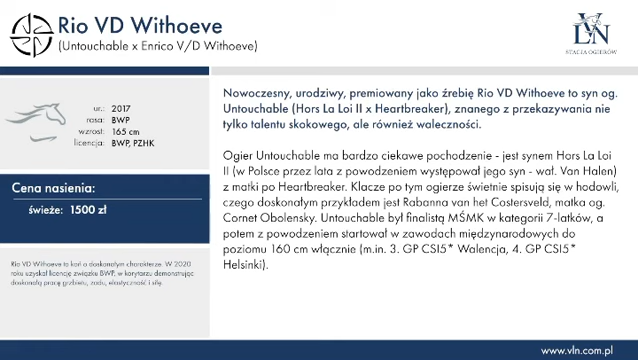 Rio VD Withoeve
(Untouchable x Enrico V/D Withoeve)
VLN
STACJA OGIERÓW
ur.: 2017
rasa: BWP
wzrost: 165 cm
licencja: BWP, PZHK
Cena nasienia:
świeże: 1500 zł
Rio VD Withoeve to koń o doskonałym charakterze. W 2020
roku uzyskał licencję związku BWP, w korytarzu demonstrując
doskonałą pracę grzbietu, zadu, elastyczność i siłę.
Nowoczesny, urodziwy, premiowany jako źrebię Rio VD Withoeve to syn og.
Untouchable (Hors La Loi II x Heartbreaker), znanego z przekazywania nie
tylko talentu skokowego, ale również waleczności.
Ogier Untouchable ma bardzo ciekawe pochodzenie - jest synem Hors La Loi
II (w Polsce przez lata z powodzeniem występował jego syn - wał. Van Halen)
z matki po Heartbreaker. Klacze po tym ogierze świetnie spisują się w hodowli,
czego doskonałym przykładem jest Rabanna van het Costersveld, matka og.
Cornet Obolensky. Untouchable był finalistą MŚMK w kategorii 7-latków, a
potem z powodzeniem startował w zawodach międzynarodowych do
poziomu 160 cm włącznie (m.in. 3. GP CSI5* Walencja, 4. GP CSI5*
Helsinki).
www.vln.com.pl